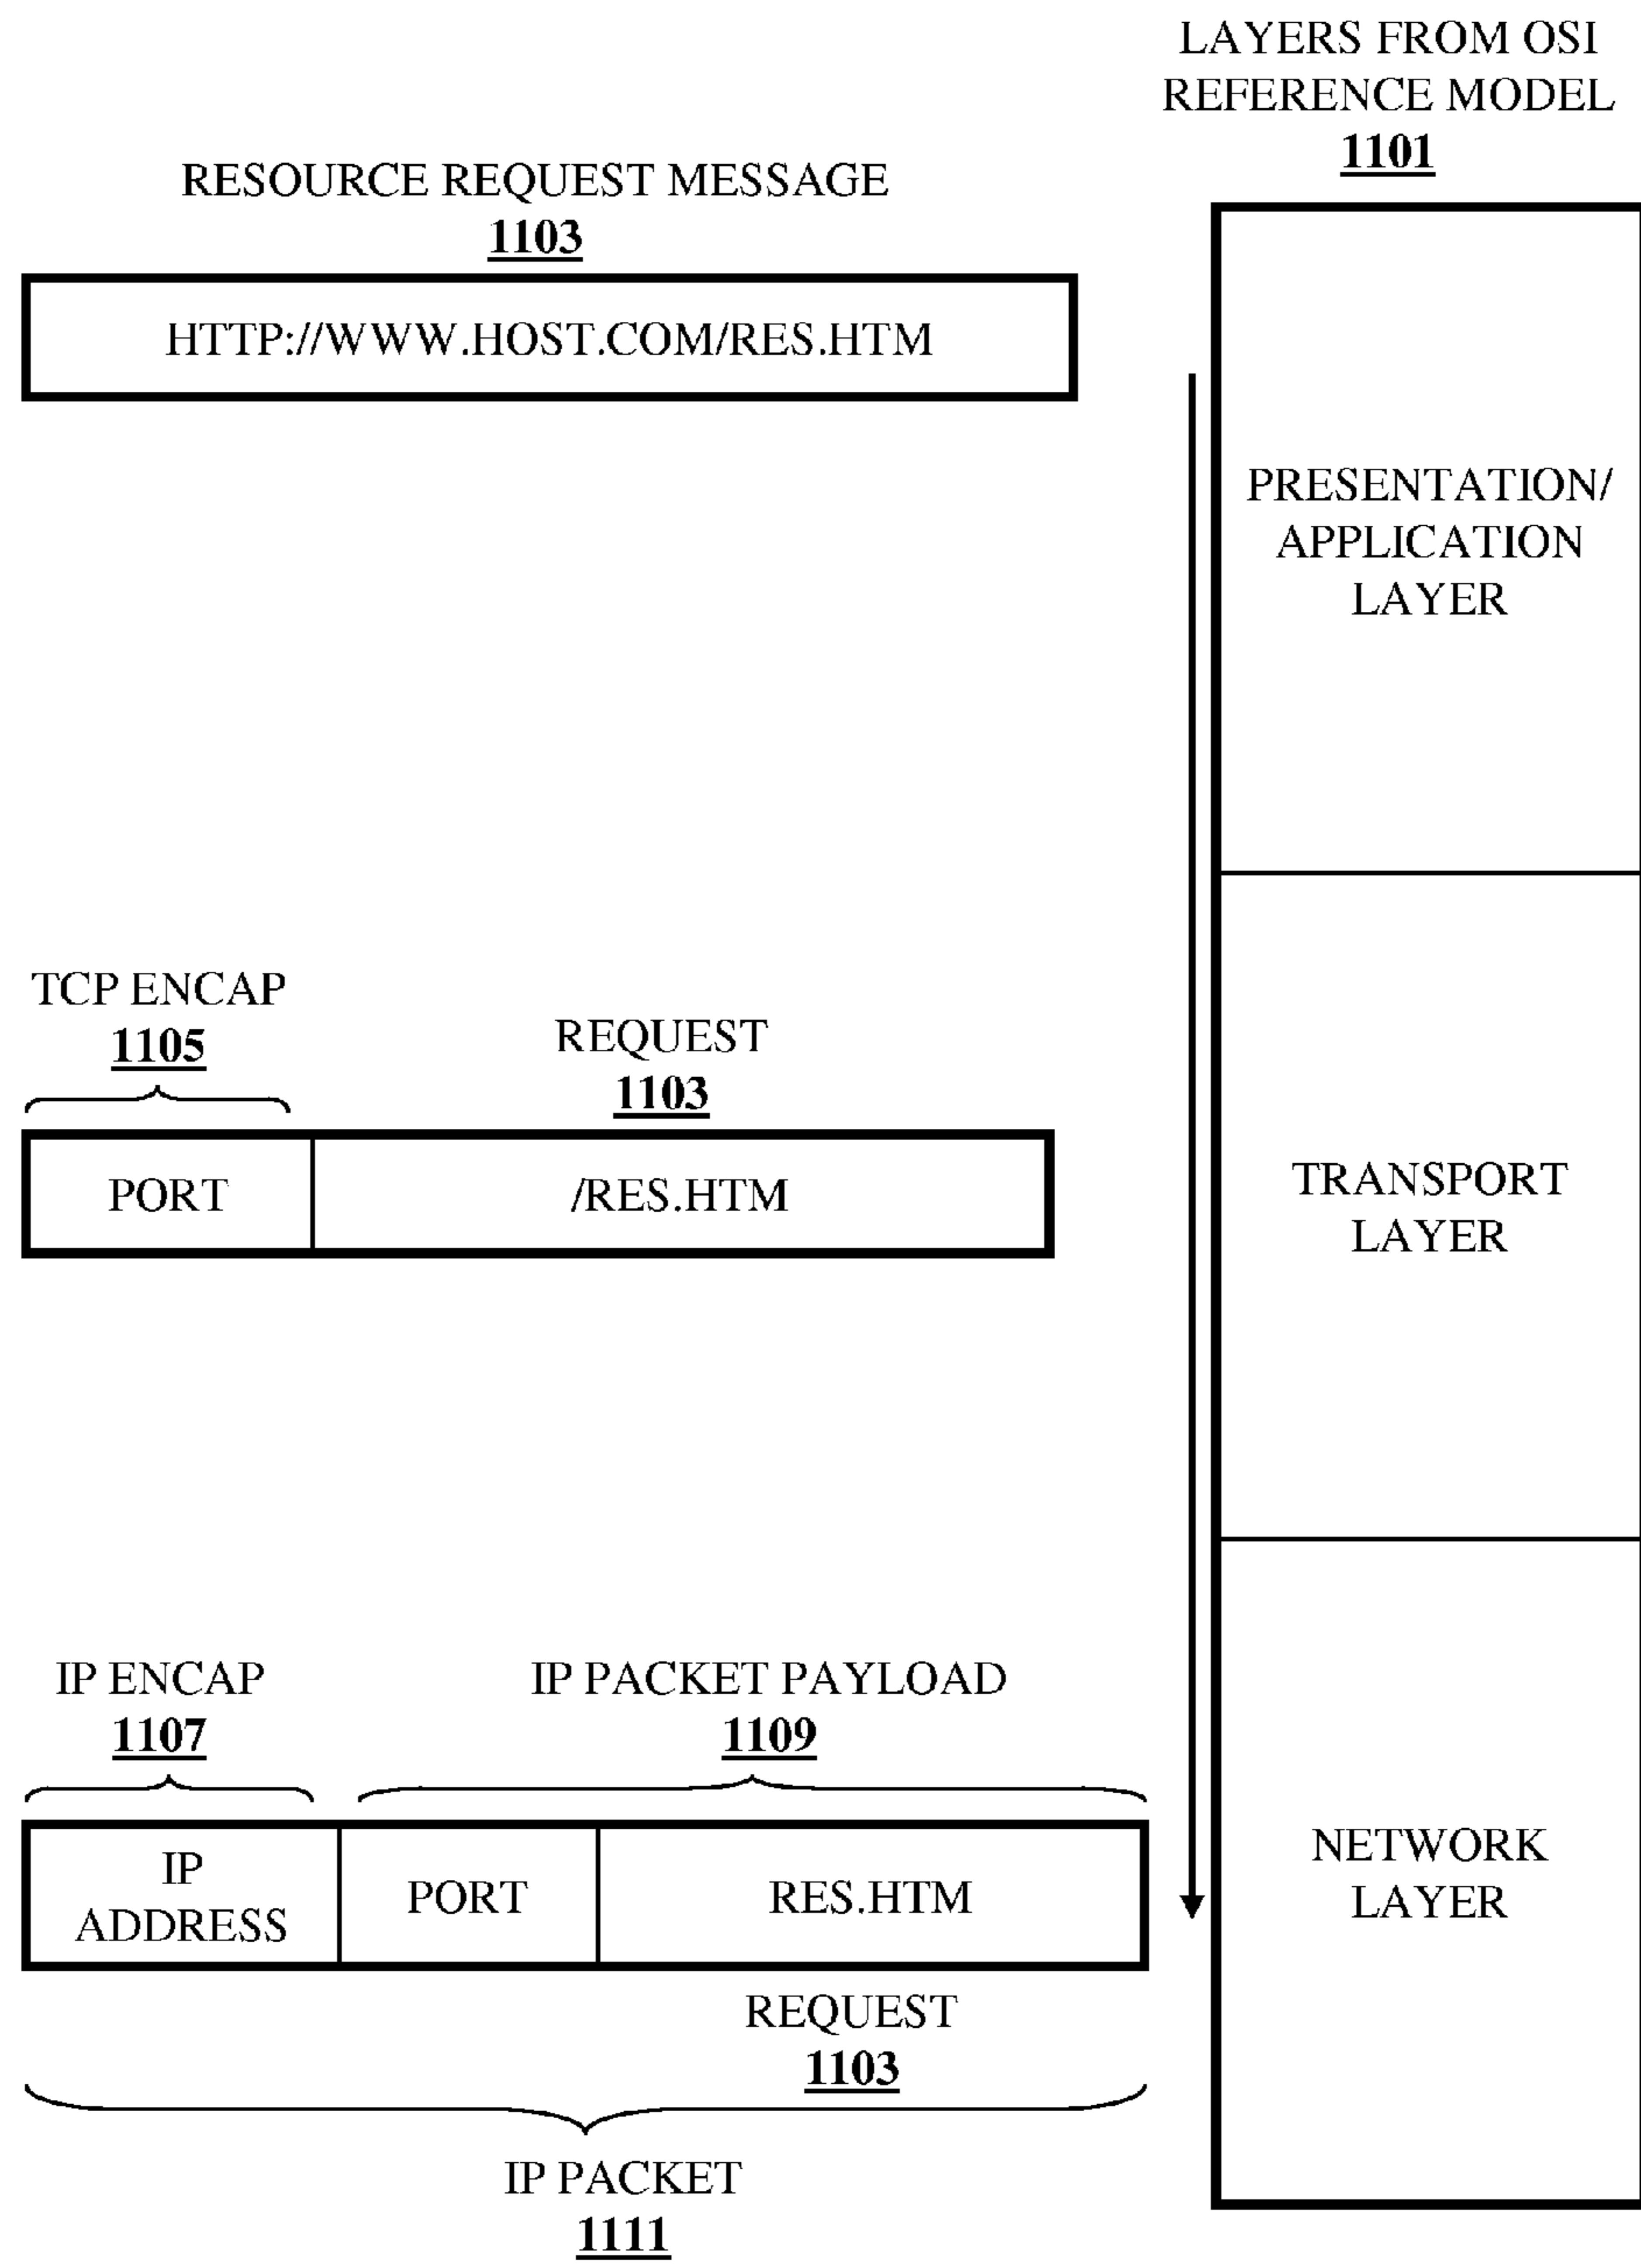 LAYERS FROM OSI
REFERENCE MODEL
1101
RESOURCE REQUEST MESSAGE
1103
HTTP://WWW.HOST.COM/RES.HTM
PRESENTATION/
APPLICATION
LAYER
TCP ENCAP
1105
REQUEST
1103
PORT
/RES.HTM
TRANSPORT
LAYER
IP ENCAP
1107
IP PACKET PAYLOAD
1109
IP
ADDRESS
PORT
RES.HTM
NETWORK
LAYER
REQUEST
1103
IP PACKET
1111